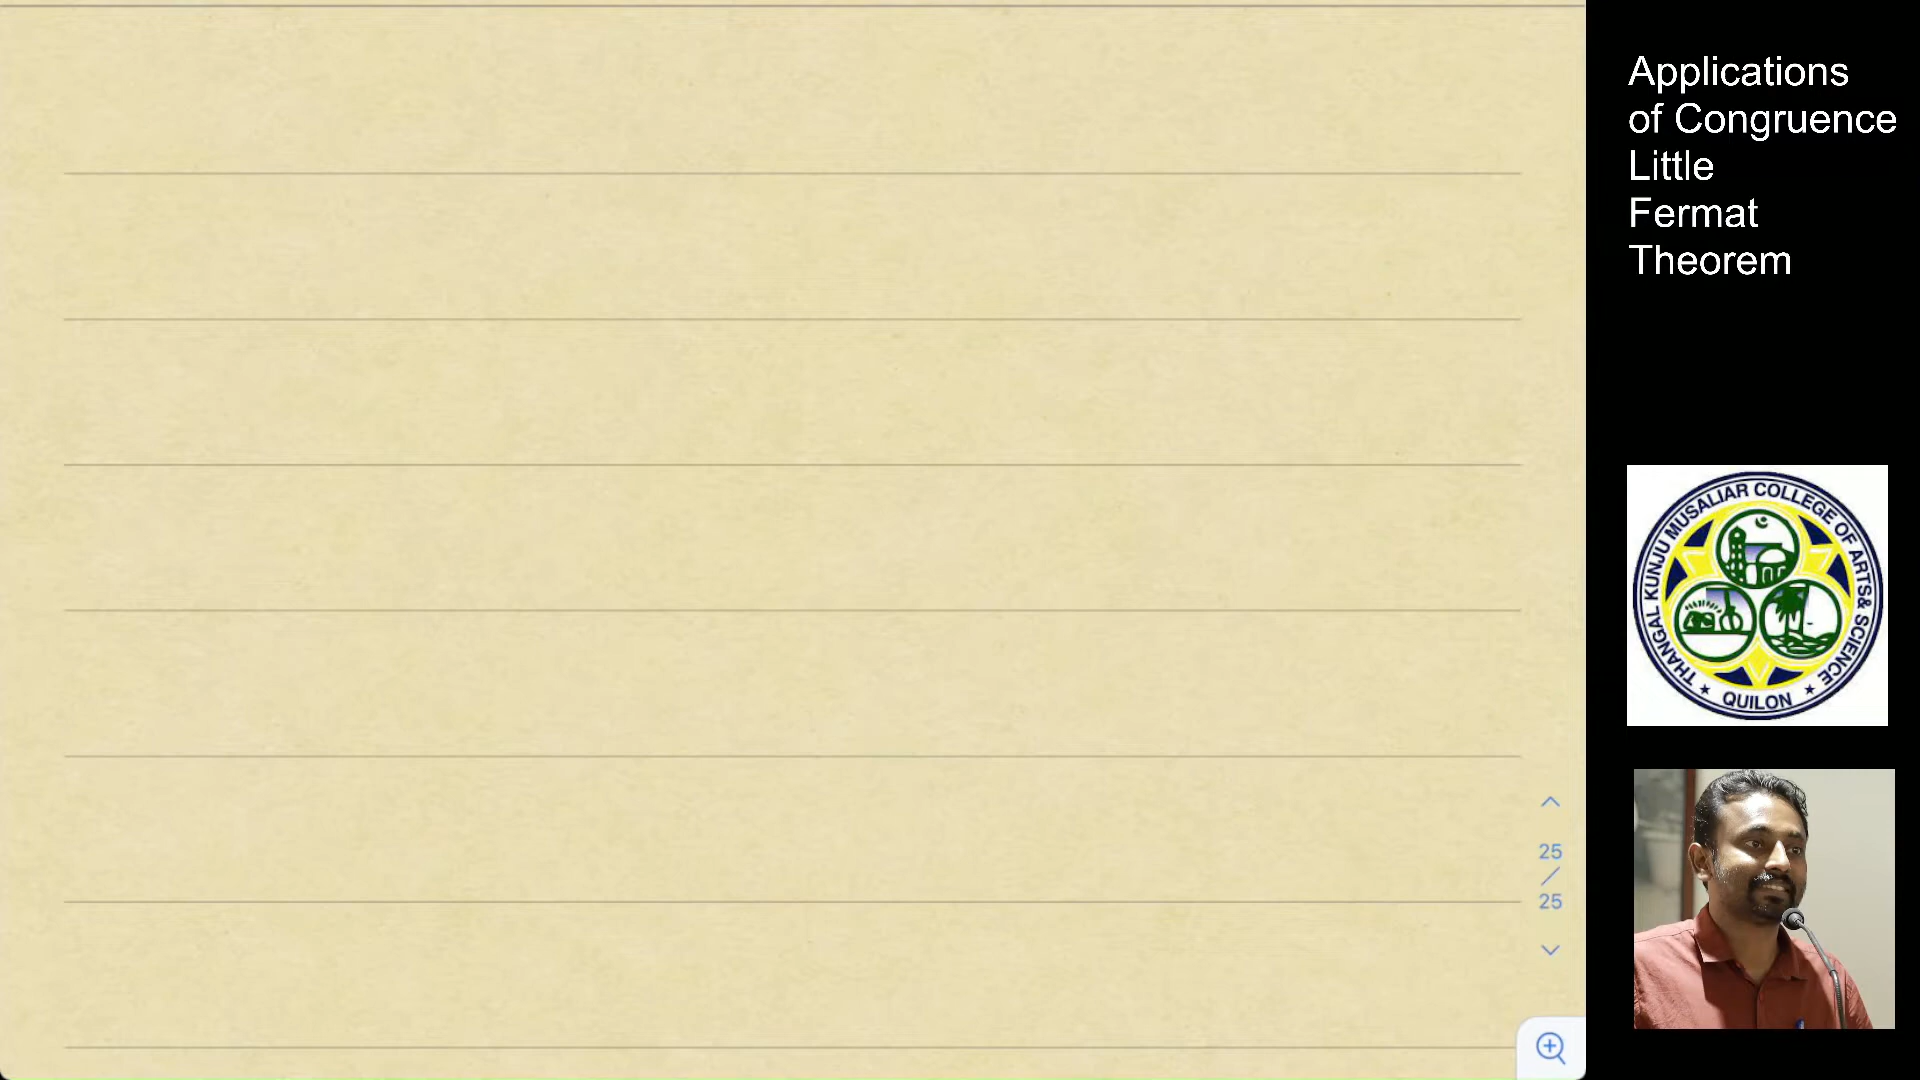 Applications
of Congruence
Little
Fermat
Theorem
THANGAL KUNJU MUSALIAR COLLEGE OF ARTS& SCIENCE
★ QUILON ★
25
/
25